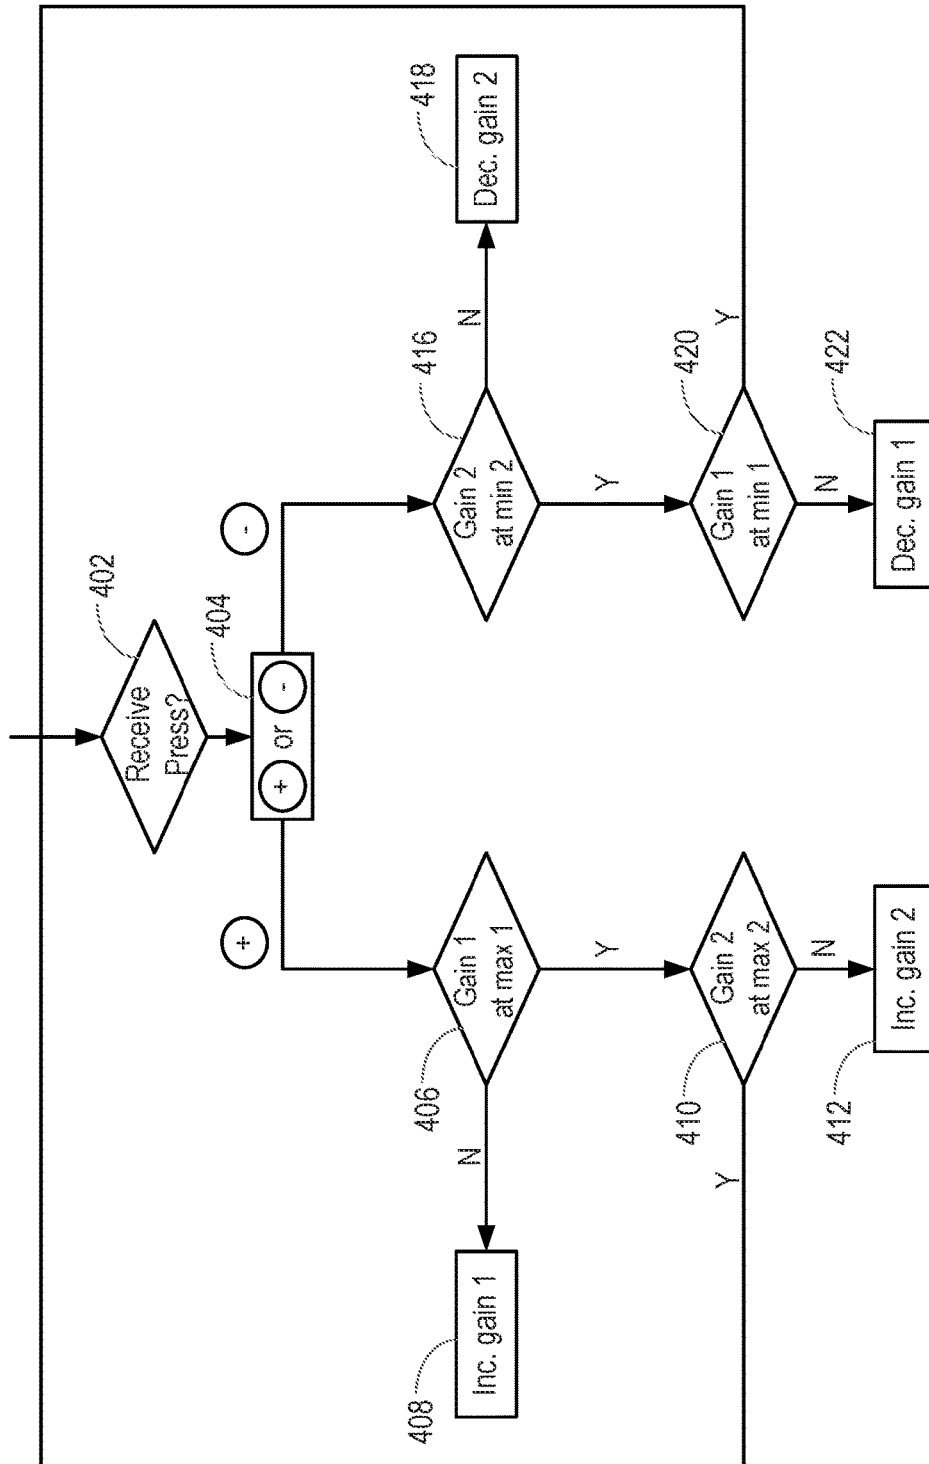 402
Receive
Press?
404
+ or -
+
-
406
Gain 1
at max 1
416
Gain 2
at min 2
N
N
408
Inc. gain 1
418
Dec. gain 2
Y
Y
410
Gain 2
at max 2
420
Gain 1
at min 1
Y
Y
N
N
412
Inc. gain 2
422
Dec. gain 1